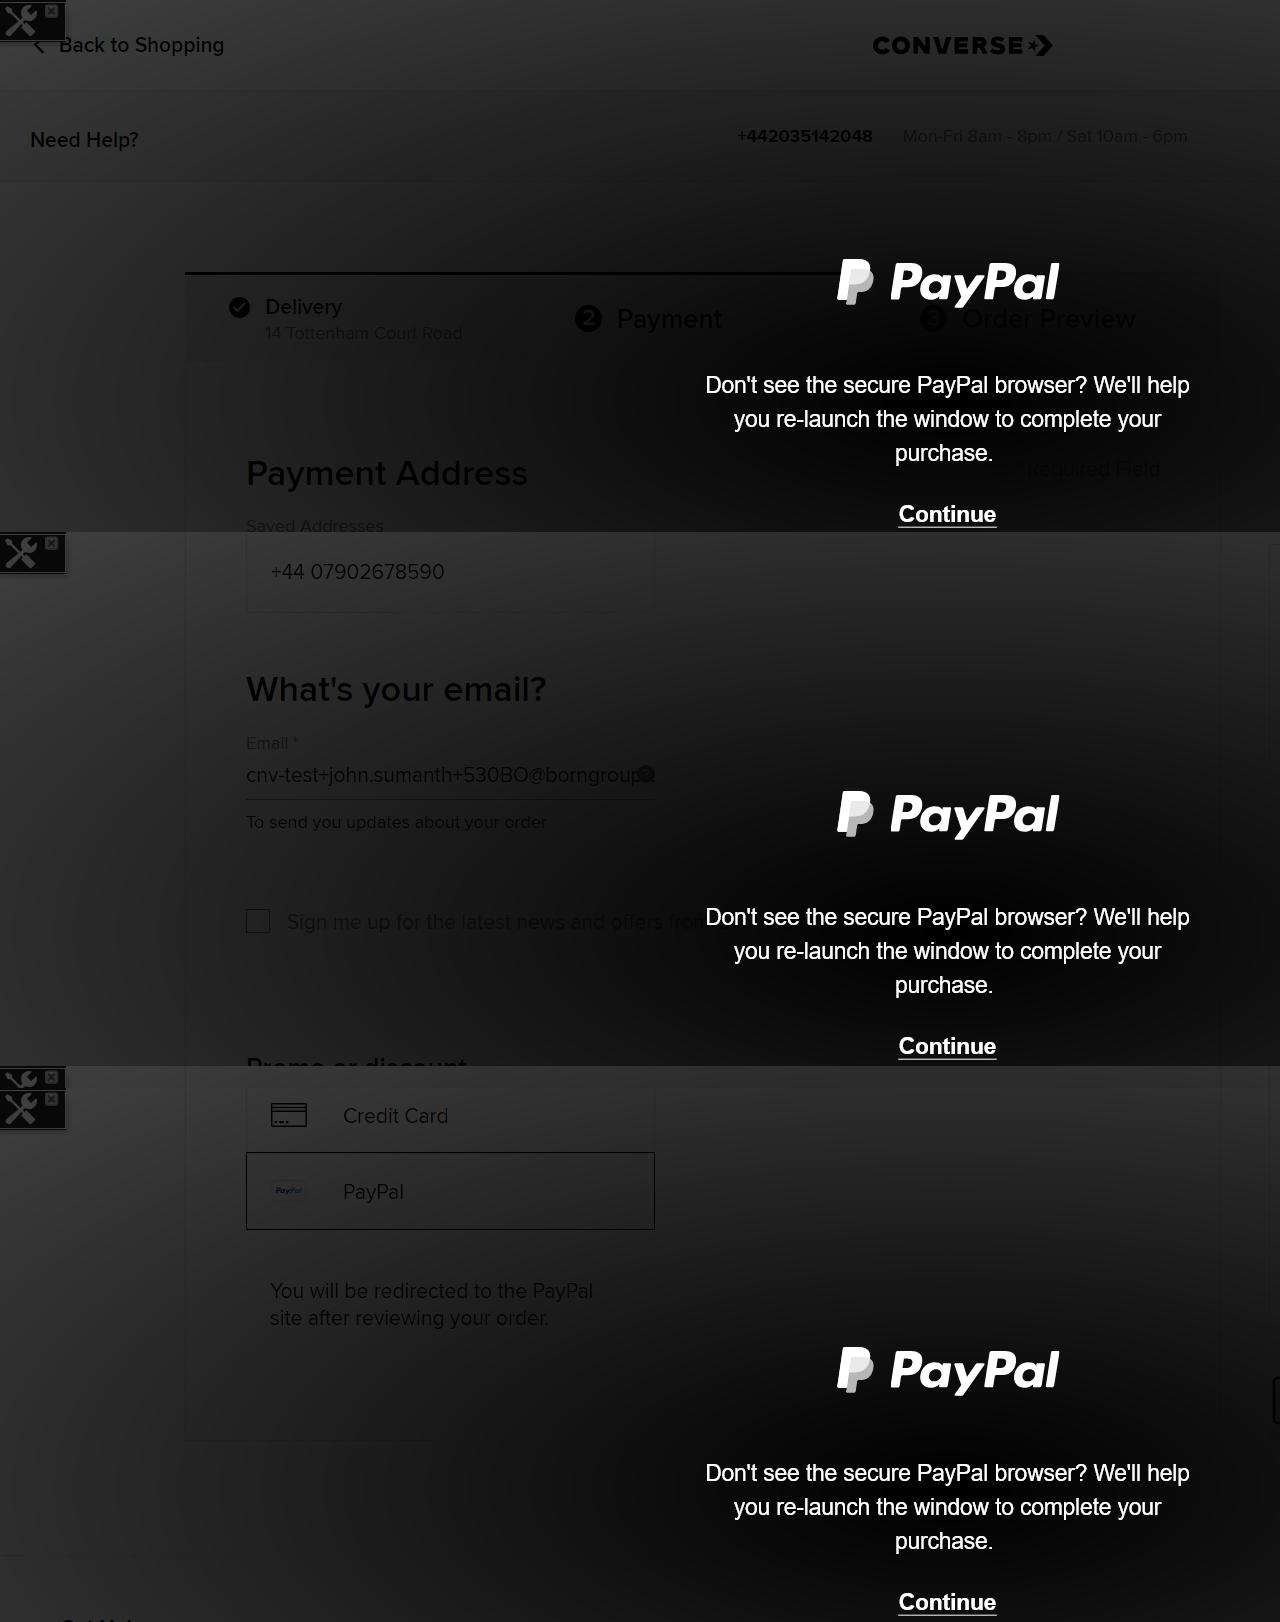 Back to Shopping
CONVERSE
Need Help?
+442035142048 Mon-Fri 8am - 8pm / Sat 10am - 6pm
PayPal
Delivery
14 Tottenham Court Road
2 Payment
3 Order Preview
Don't see the secure PayPal browser? We'll help
you re-launch the window to complete your
purchase.
Payment Address
Required Field
Continue
Saved Addresses
+44 07902678590
What's your email?
Email *
cnv-test+john.sumanth+530BO@borngroup
To send you updates about your order
PayPal
Sign me up for the latest news and offers from
Don't see the secure PayPal browser? We'll help
you re-launch the window to complete your
purchase.
Continue
Promo or discount
Credit Card
PayPal PayPal
You will be redirected to the PayPal
site after reviewing your order.
PayPal
Don't see the secure PayPal browser? We'll help
you re-launch the window to complete your
purchase.
Continue